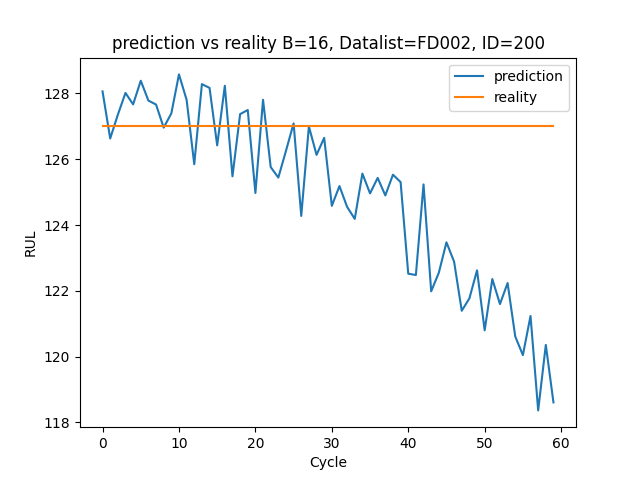 prediction vs reality B=16, Datalist=FD002, ID=200
prediction
reality
128
126
124
122
120
118
RUL
0 10 20 30 40 50 60
Cycle